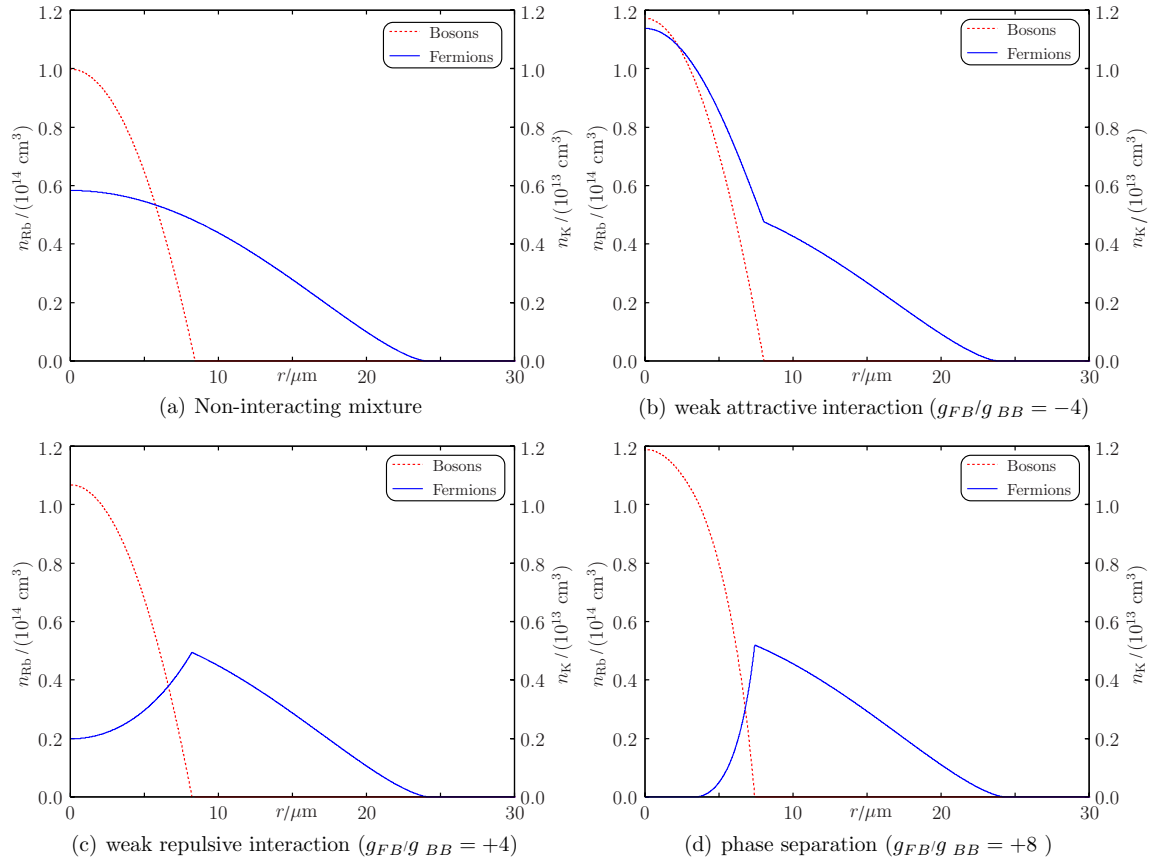 1.2
1.0
0.8
0.6
0.4
0.2
0.0
n_Rb/(10^14 cm^3)
Bosons
Fermions
1.2
1.0
0.8
0.6
0.4
0.2
0.0
n_K/(10^13 cm^3)
0 10 r/μm 20 30
(a) Non-interacting mixture
1.2
1.0
0.8
0.6
0.4
0.2
0.0
n_Rb/(10^14 cm^3)
Bosons
Fermions
1.2
1.0
0.8
0.6
0.4
0.2
0.0
n_K/(10^13 cm^3)
0 10 r/μm 20 30
(b) weak attractive interaction (g_FB/g_BB = −4)
1.2
1.0
0.8
0.6
0.4
0.2
0.0
n_Rb/(10^14 cm^3)
Bosons
Fermions
1.2
1.0
0.8
0.6
0.4
0.2
0.0
n_K/(10^13 cm^3)
0 10 r/μm 20 30
(c) weak repulsive interaction (g_FB/g_BB = +4)
1.2
1.0
0.8
0.6
0.4
0.2
0.0
n_Rb/(10^14 cm^3)
Bosons
Fermions
1.2
1.0
0.8
0.6
0.4
0.2
0.0
n_K/(10^13 cm^3)
0 10 r/μm 20 30
(d) phase separation (g_FB/g_BB = +8 )